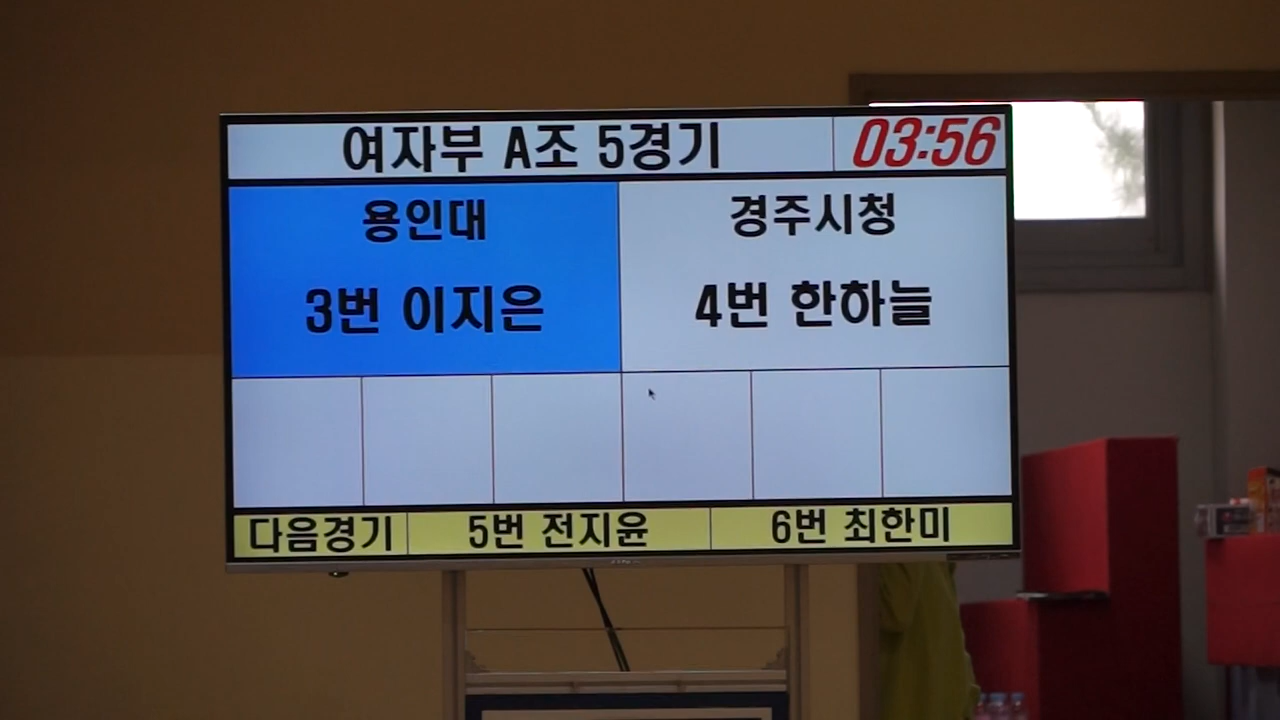 여자부 A조 5경기 03:56
용인대 경주시청
3번 이지은 4번 한하늘
다음경기 5번 전지윤 6번 최한미